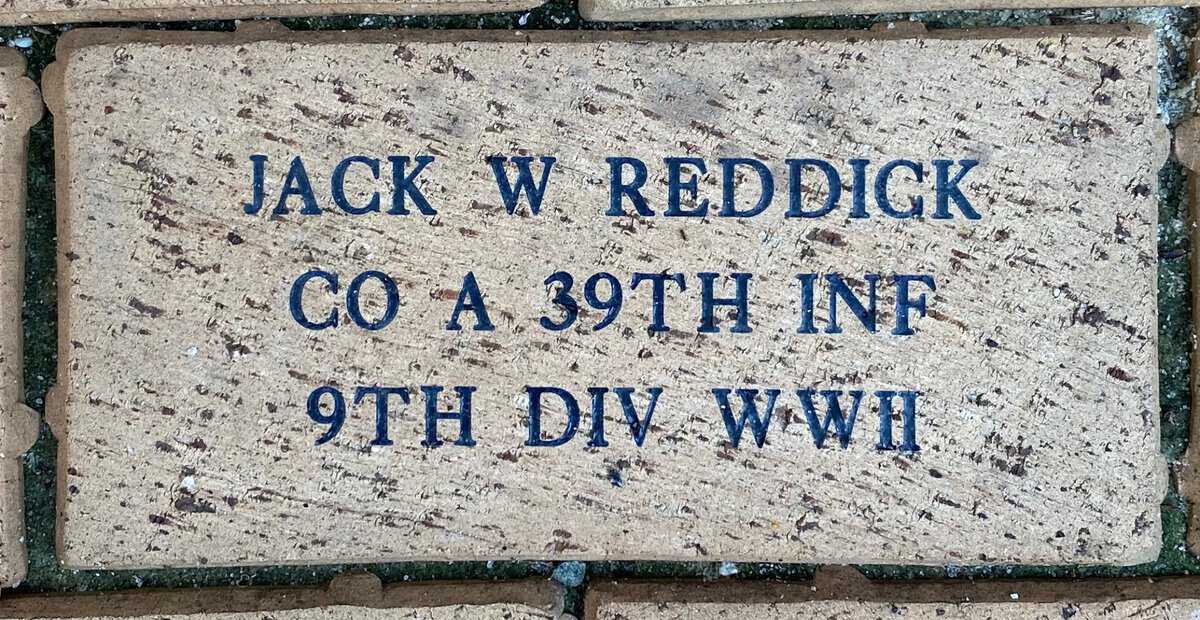 JACK W REDDICK
CO A 39TH INF
9TH DIV WWII